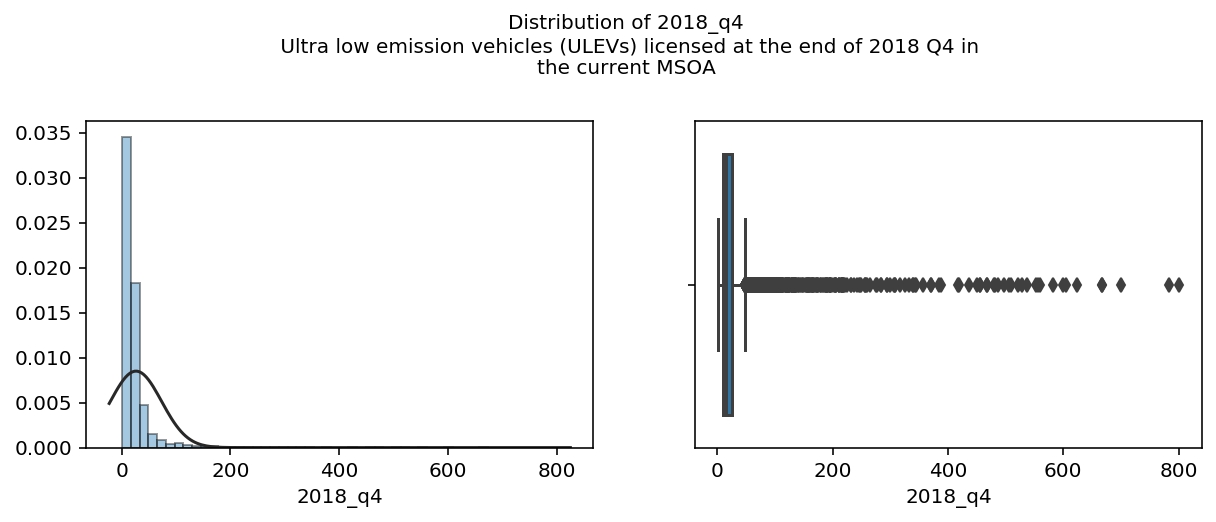 Distribution of 2018_q4
Ultra low emission vehicles (ULEVs) licensed at the end of 2018 Q4 in
the current MSOA
0.035
0.030
0.025
0.020
0.015
0.010
0.005
0.000
0 200 400 600 800
2018_q4
0 200 400 600 800
2018_q4